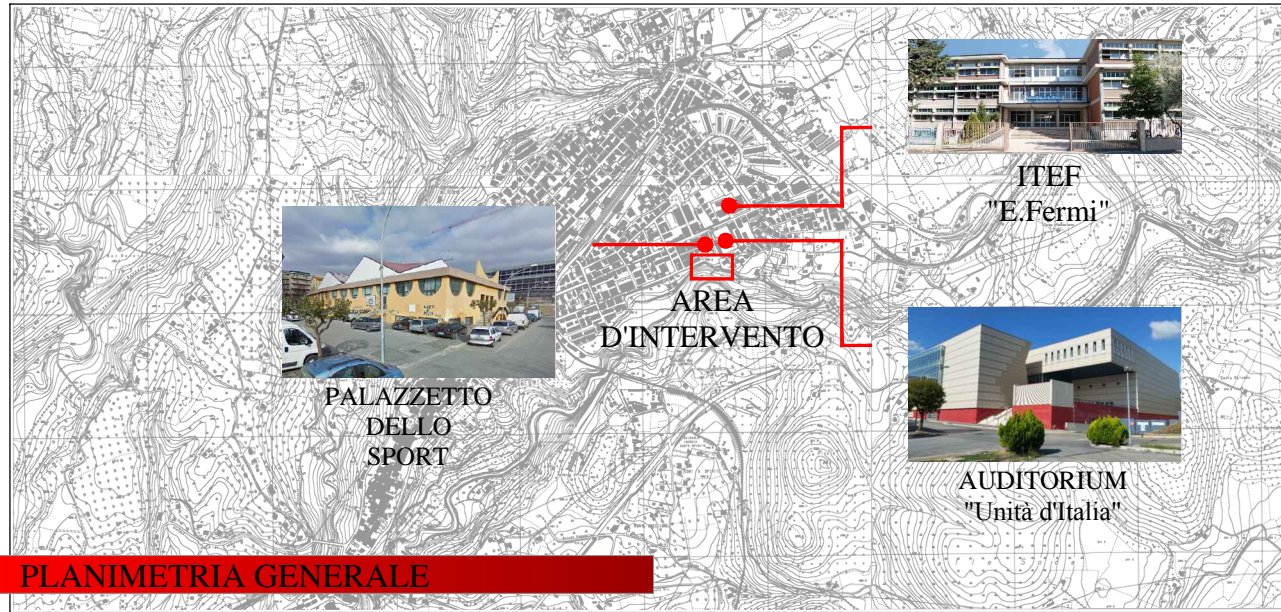 ITEF
"E.Fermi"
AREA
D'INTERVENTO
PALAZZETTO
DELLO
SPORT
AUDITORIUM
"Unità d'Italia"
PLANIMETRIA GENERALE